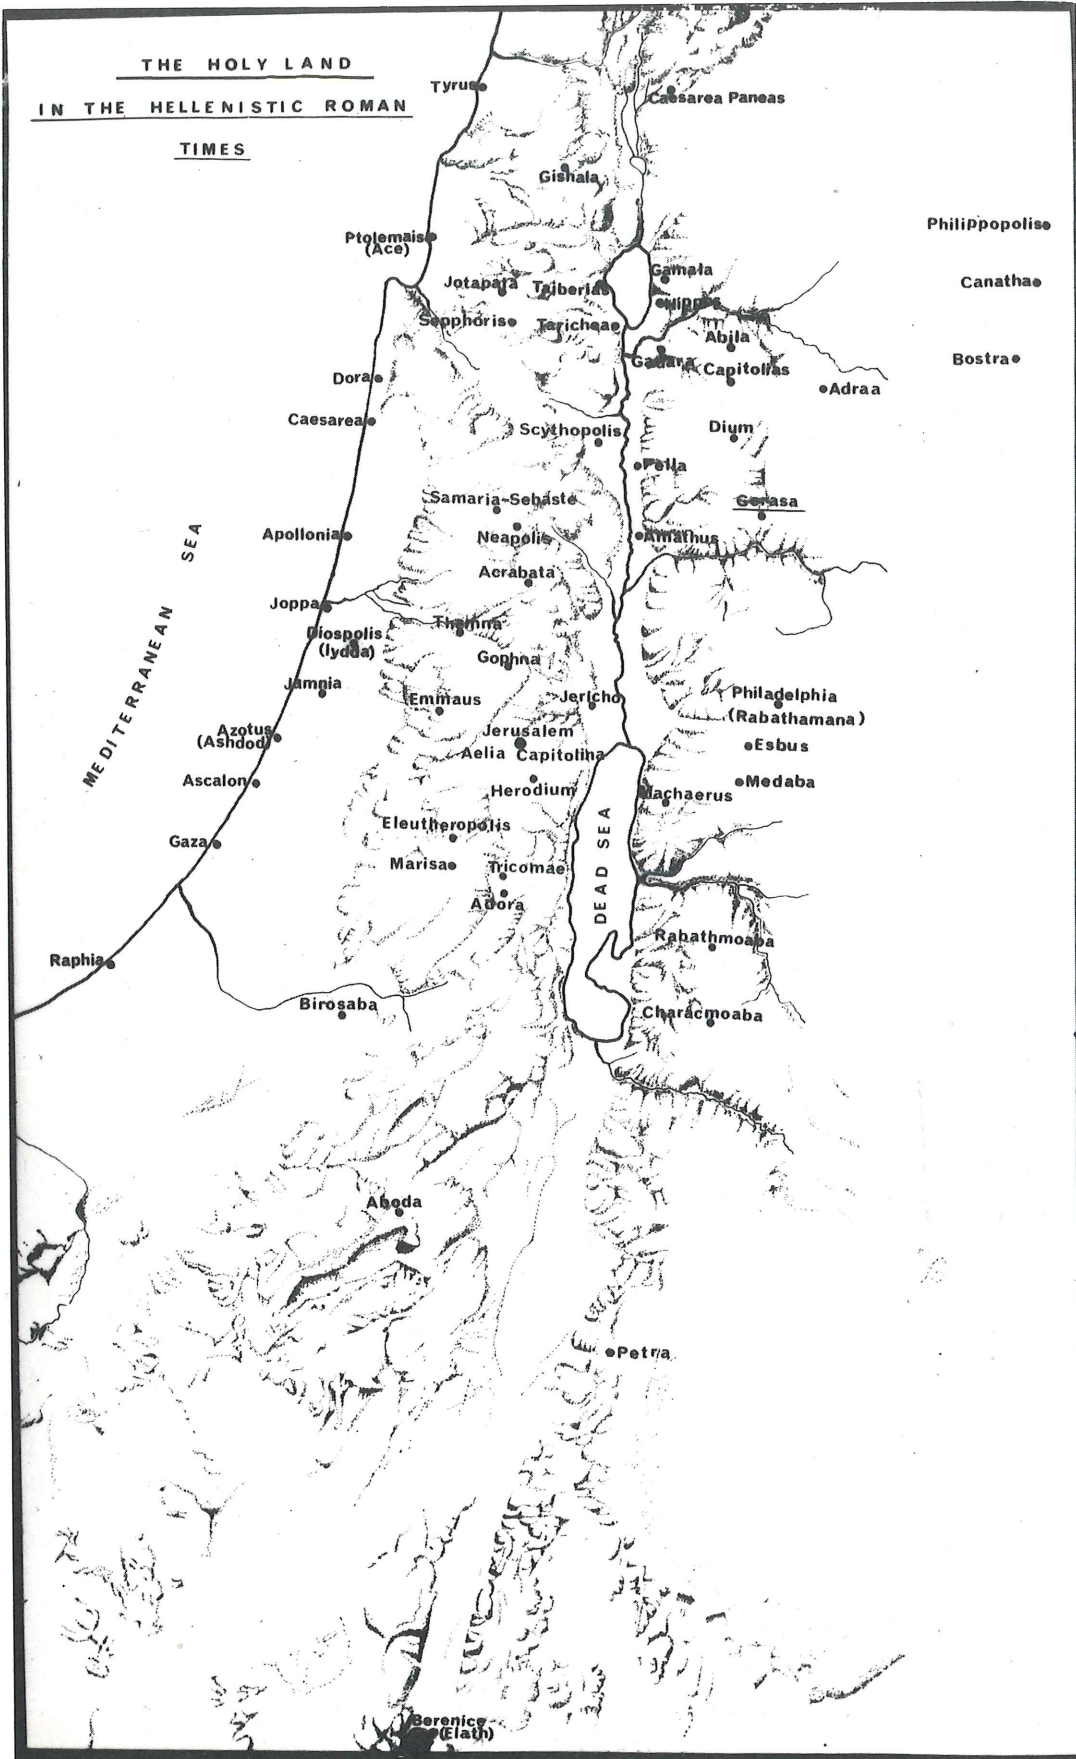 THE HOLY LAND
IN THE HELLENISTIC ROMAN
TIMES
Tyrus
Caesarea Paneas
Gishala
Philippopolis
Ptolemais
(Ace)
Gamala
Canatha
Jotapata
Taiberias
Hippos
Sepphoris
Taricheae
Abila
Gadara
Bostra
Capitolias
Dora
Adraa
Caesarea
Scythopolis
Dium
Pella
Samaria-Sebaste
Gerasa
Apollonia
Neapolis
Amathus
MEDITERRANEAN SEA
Acrabata
Joppa
Thamna
Diospolis
(lydda)
Gophna
Jamnia
Emmaus
Jericho
Philadelphia
(Rabathamana)
Azotus
(Ashdod)
Jerusalem
Aelia Capitolina
Esbus
Ascalon
Herodium
Medaba
Machaerus
Eleutheropolis
Gaza
DEAD SEA
Marisa
Tricomae
Adora
Rabathmoaba
Raphia
Birosaba
Characmoaba
Aboda
Petra
Berenice
(Elath)